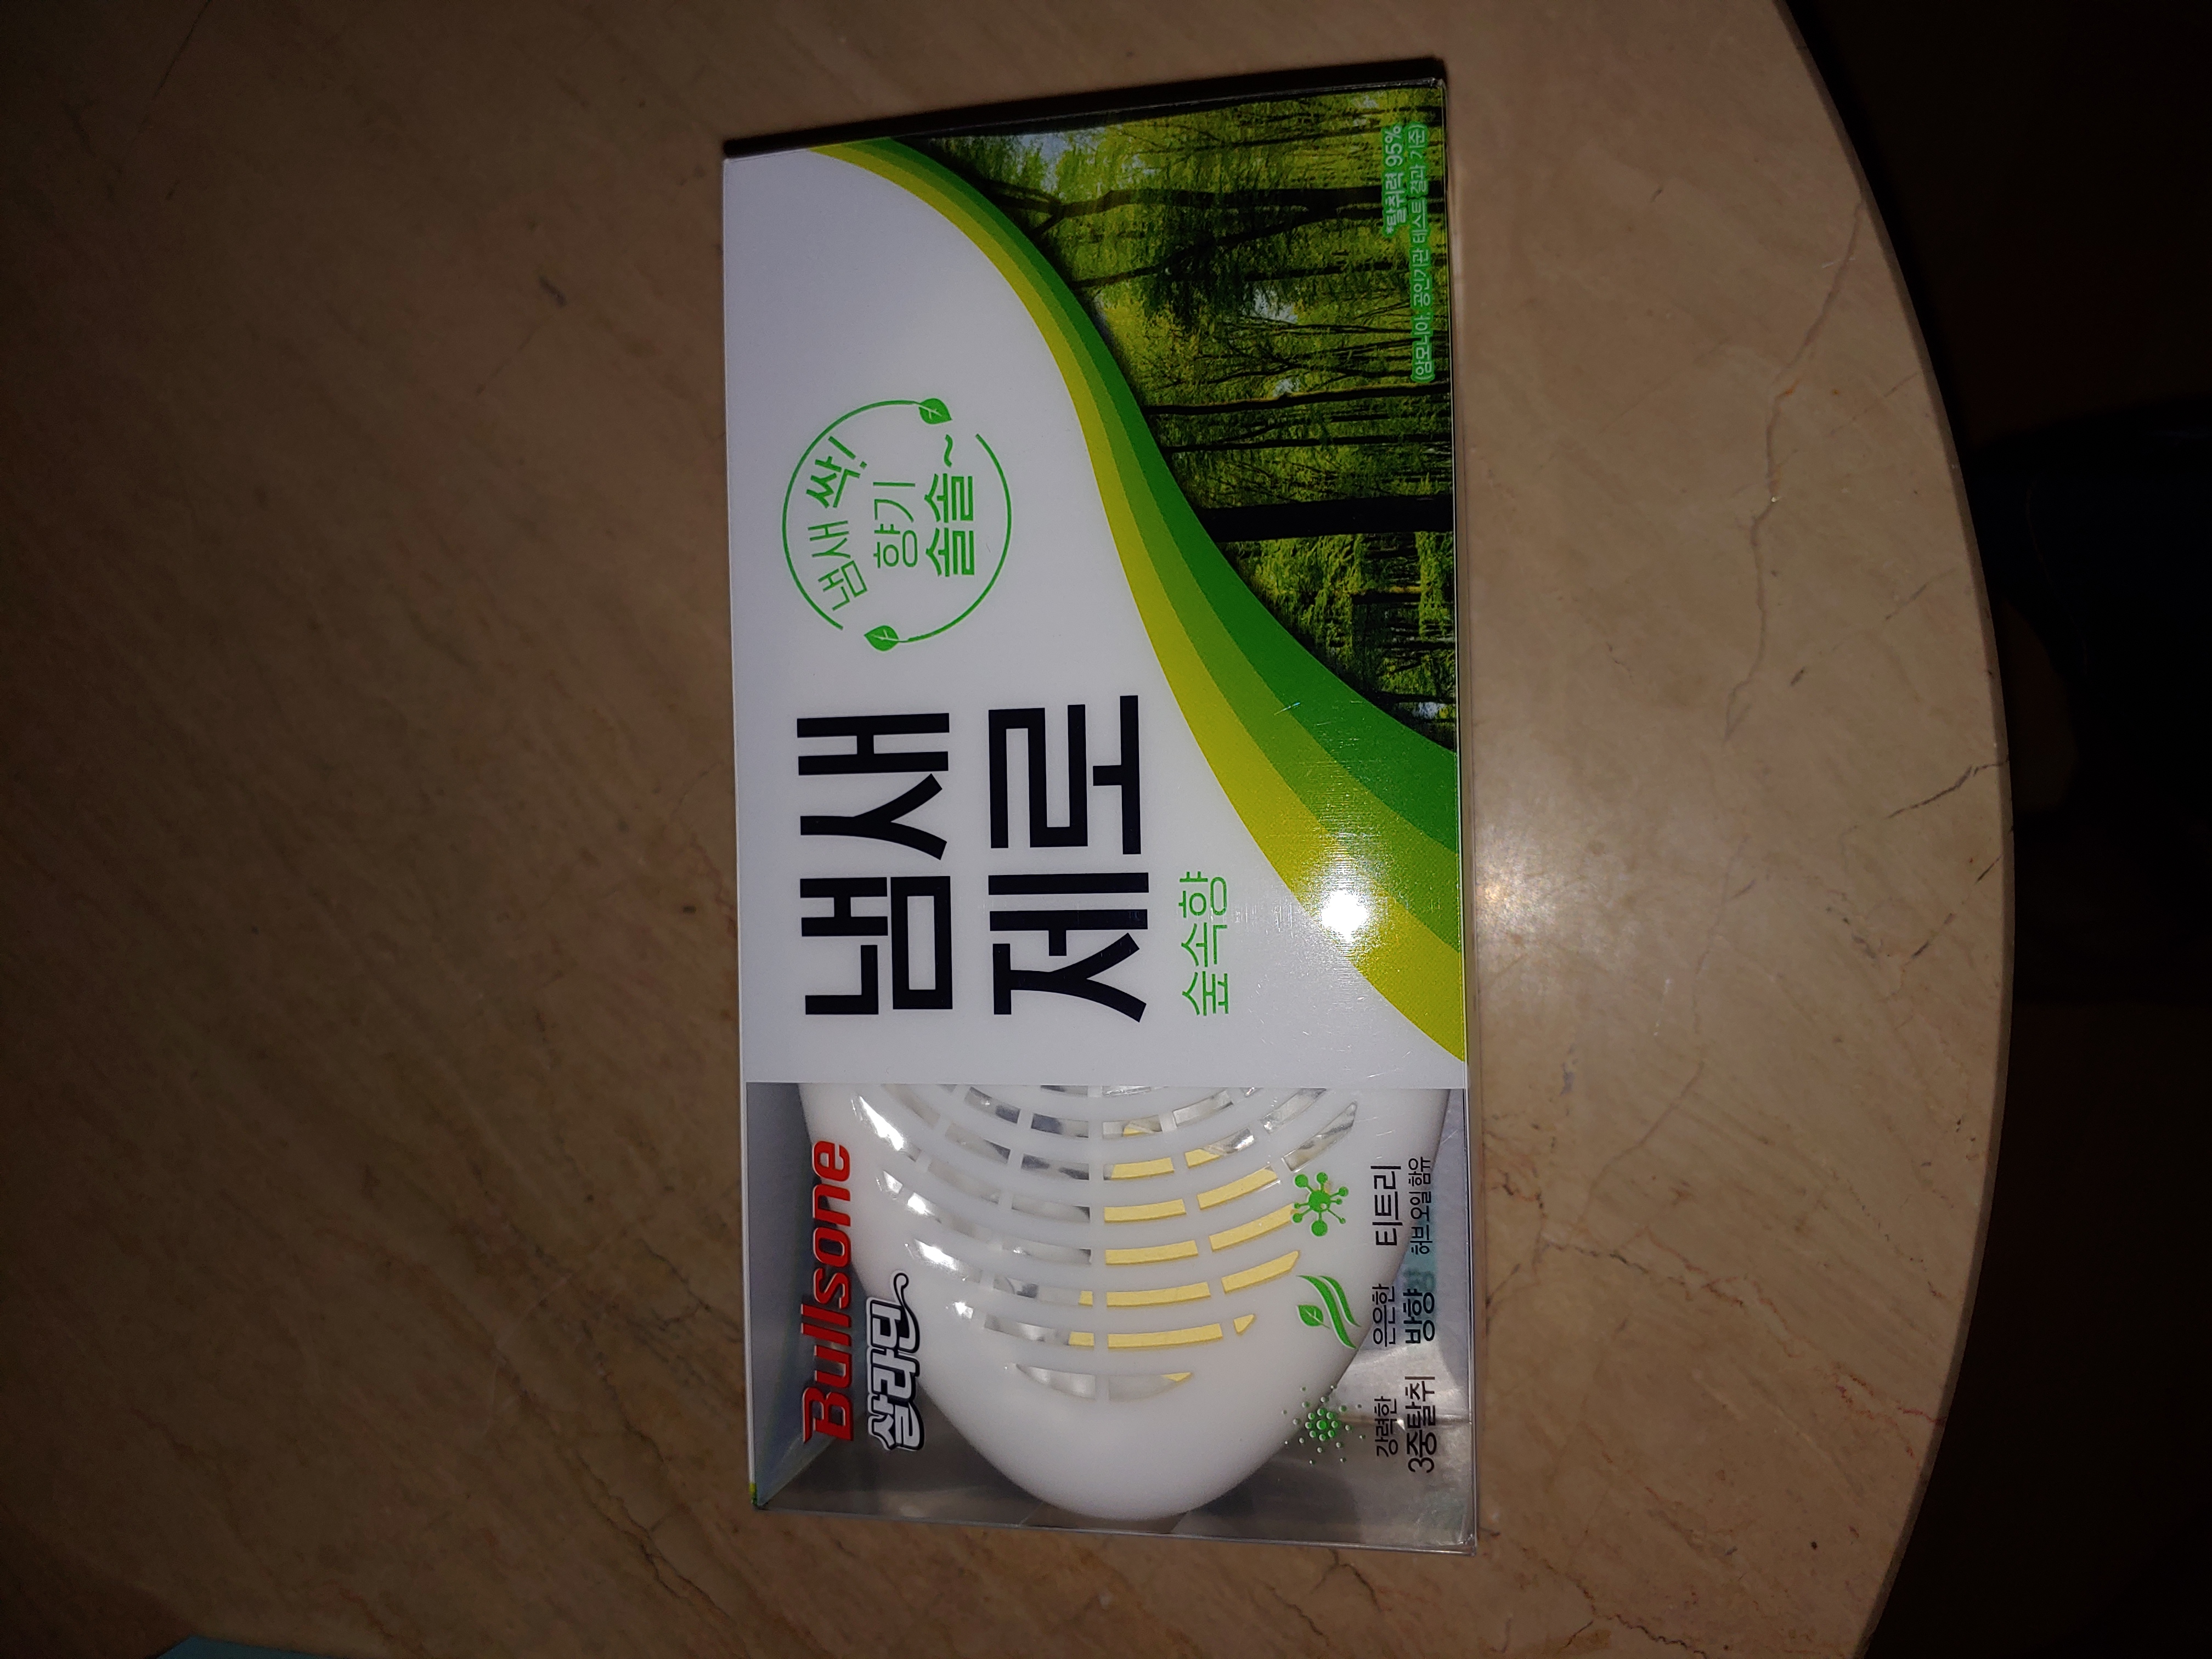 Bullsone
살라딘
냄새
제로
숲속향
냄새 싹!
향기
솔솔~
강력한
3중탈취
은은한
방향
티트리
허브 오일 함유
*탈취력 95%
(암모니아, 공인기관 테스트 결과 기준)